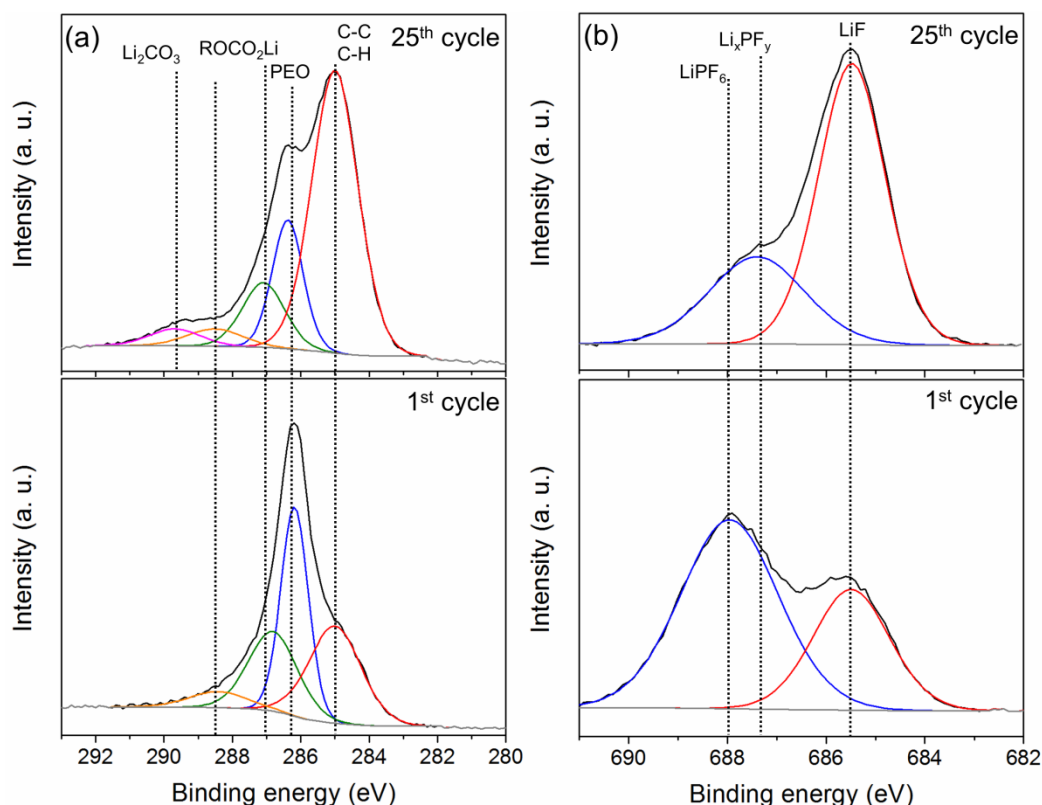 (a)
25th cycle
Li2CO3
ROCO2Li
PEO
C-C
C-H
Intensity (a. u.)
1st cycle
Intensity (a. u.)
292 290 288 286 284 282 280
Binding energy (eV)
(b)
25th cycle
LiPF6
LixPFy
LiF
Intensity (a. u.)
1st cycle
Intensity (a. u.)
690 688 686 684 682
Binding energy (eV)